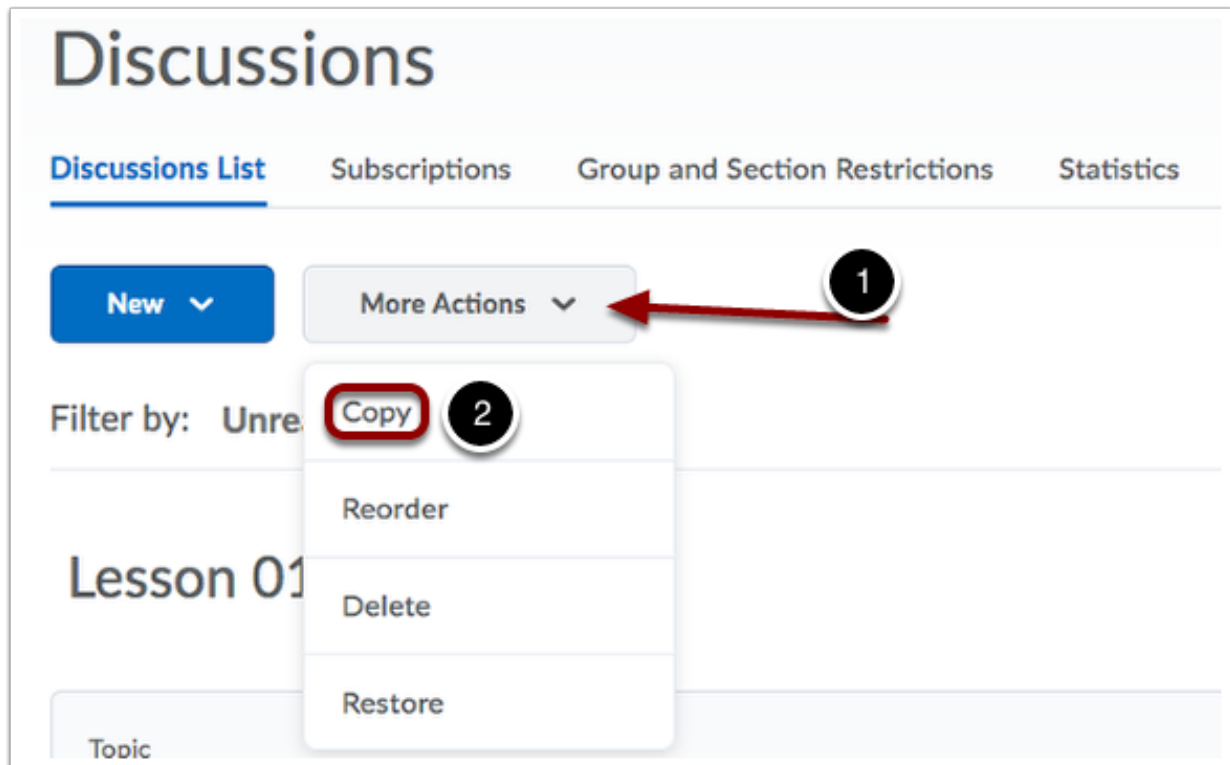 Discussions
Discussions List Subscriptions Group and Section Restrictions Statistics
New More Actions 1
Filter by: Unre Copy 2
Reorder
Lesson 01
Delete
Restore
Topic